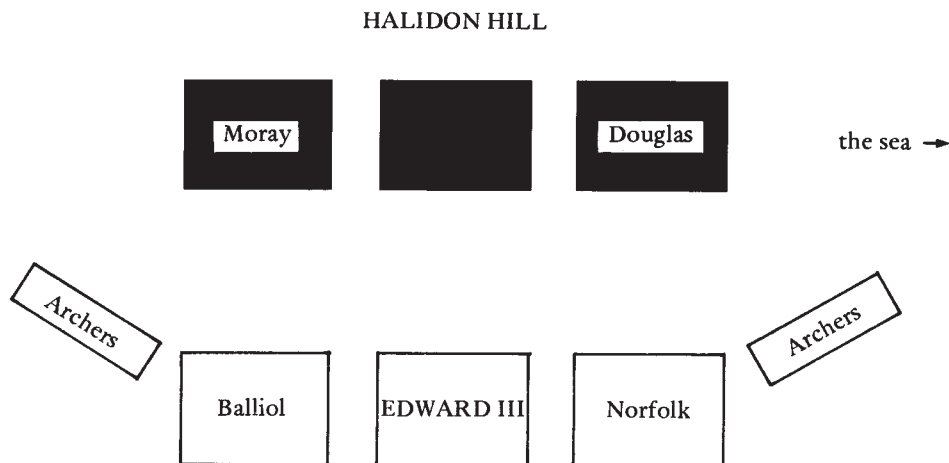 HALIDON HILL
Moray
Douglas
the sea →
Archers
Archers
Balliol
EDWARD III
Norfolk